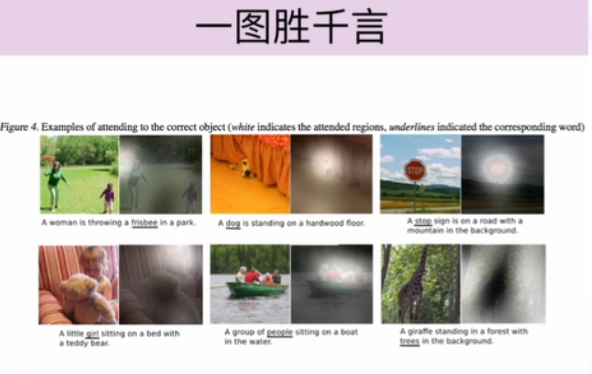 一图胜千言
Figure 4. Examples of attending to the correct object (white indicates the attended regions, underlines indicated the corresponding word)
A woman is throwing a frisbee in a park.
A dog is standing on a hardwood floor.
A stop sign is on a road with a
mountain in the background.
A little girl sitting on a bed with
a teddy bear.
A group of people sitting on a boat
in the water.
A giraffe standing in a forest with
trees in the background.
STOP